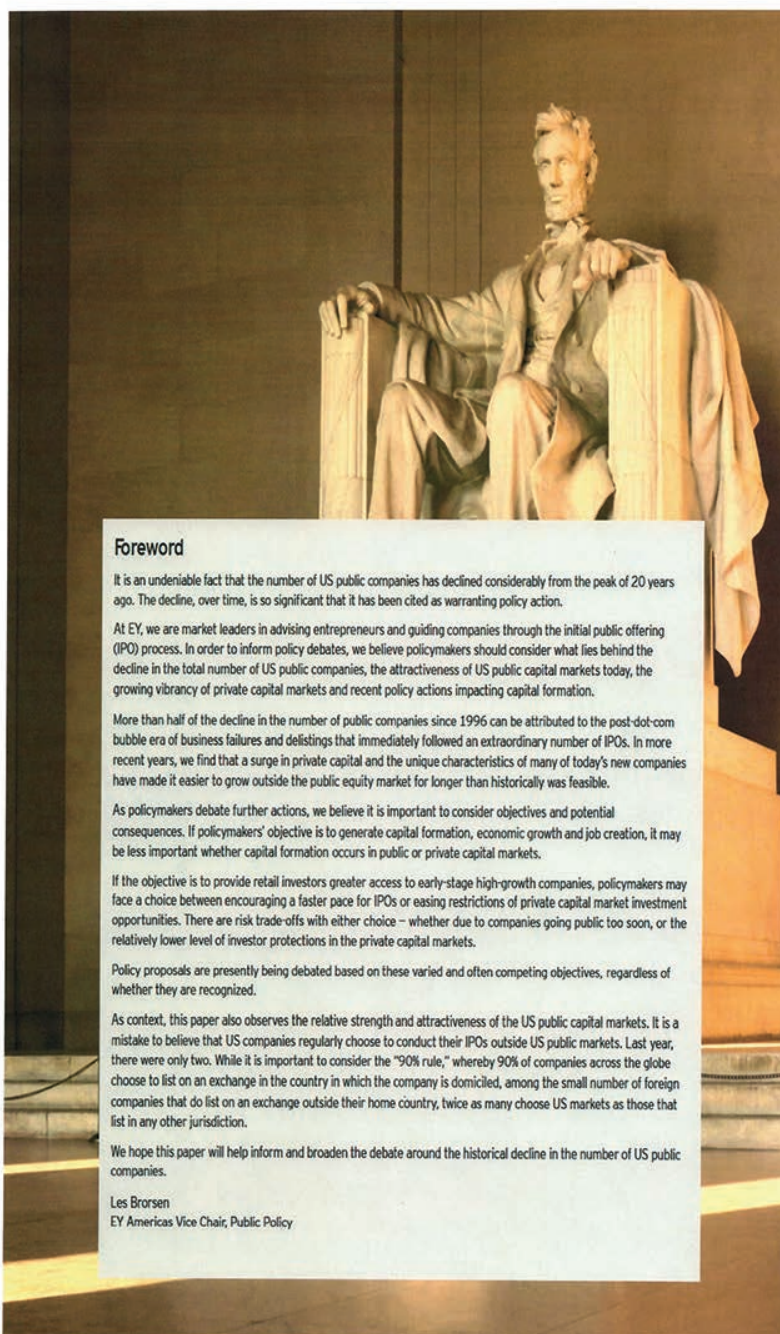 Foreword
It is an undeniable fact that the number of US public companies has declined considerably from the peak of 20 years
ago. The decline, over time, is so significant that it has been cited as warranting policy action.
At EY, we are market leaders in advising entrepreneurs and guiding companies through the initial public offering
(IPO) process. In order to inform policy debates, we believe policymakers should consider what lies behind the
decline in the total number of US public companies, the attractiveness of US public capital markets today, the
growing vibrancy of private capital markets and recent policy actions impacting capital formation.
More than half of the decline in the number of public companies since 1996 can be attributed to the post-dot-com
bubble era of business failures and delistings that immediately followed an extraordinary number of IPOs. In more
recent years, we find that a surge in private capital and the unique characteristics of many of today's new companies
have made it easier to grow outside the public equity market for longer than historically was feasible.
As policymakers debate further actions, we believe it is important to consider objectives and potential
consequences. If policymakers' objective is to generate capital formation, economic growth and job creation, it may
be less important whether capital formation occurs in public or private capital markets.
If the objective is to provide retail investors greater access to early-stage high-growth companies, policymakers may
face a choice between encouraging a faster pace for IPOs or easing restrictions of private capital market investment
opportunities. There are risk trade-offs with either choice – whether due to companies going public too soon, or the
relatively lower level of investor protections in the private capital markets.
Policy proposals are presently being debated based on these varied and often competing objectives, regardless of
whether they are recognized.
As context, this paper also observes the relative strength and attractiveness of the US public capital markets. It is a
mistake to believe that US companies regularly choose to conduct their IPOs outside US public markets. Last year,
there were only two. While it is important to consider the "90% rule," whereby 90% of companies across the globe
choose to list on an exchange in the country in which the company is domiciled, among the small number of foreign
companies that do list on an exchange outside their home country, twice as many choose US markets as those that
list in any other jurisdiction.
We hope this paper will help inform and broaden the debate around the historical decline in the number of US public
companies.
Les Brorsen
EY Americas Vice Chair, Public Policy